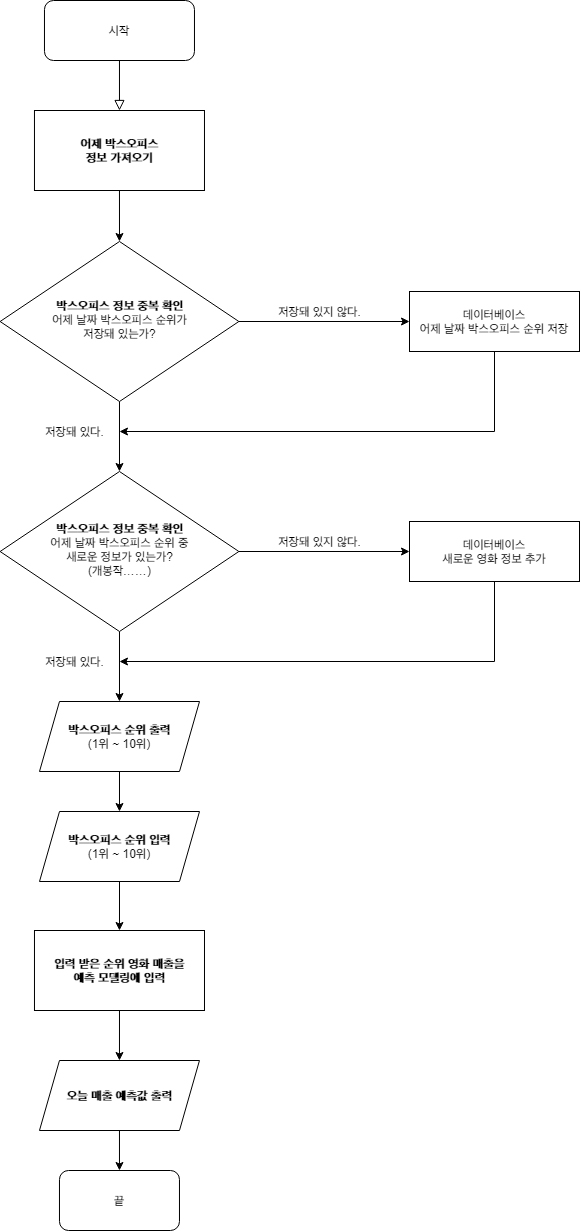 시작
어제 박스오피스
정보 가져오기
박스오피스 정보 중복 확인
어제 날짜 박스오피스 순위가
저장돼 있는가?
저장돼 있지 않다.
데이터베이스
어제 날짜 박스오피스 순위 저장
저장돼 있다.
박스오피스 정보 중복 확인
어제 날짜 박스오피스 순위 중
새로운 정보가 있는가?
(개봉작……)
저장돼 있지 않다.
데이터베이스
새로운 영화 정보 추가
저장돼 있다.
박스오피스 순위 출력
(1위 ~ 10위)
박스오피스 순위 입력
(1위 ~ 10위)
입력 받은 순위 영화 매출을
예측 모델링에 입력
오늘 매출 예측값 출력
끝